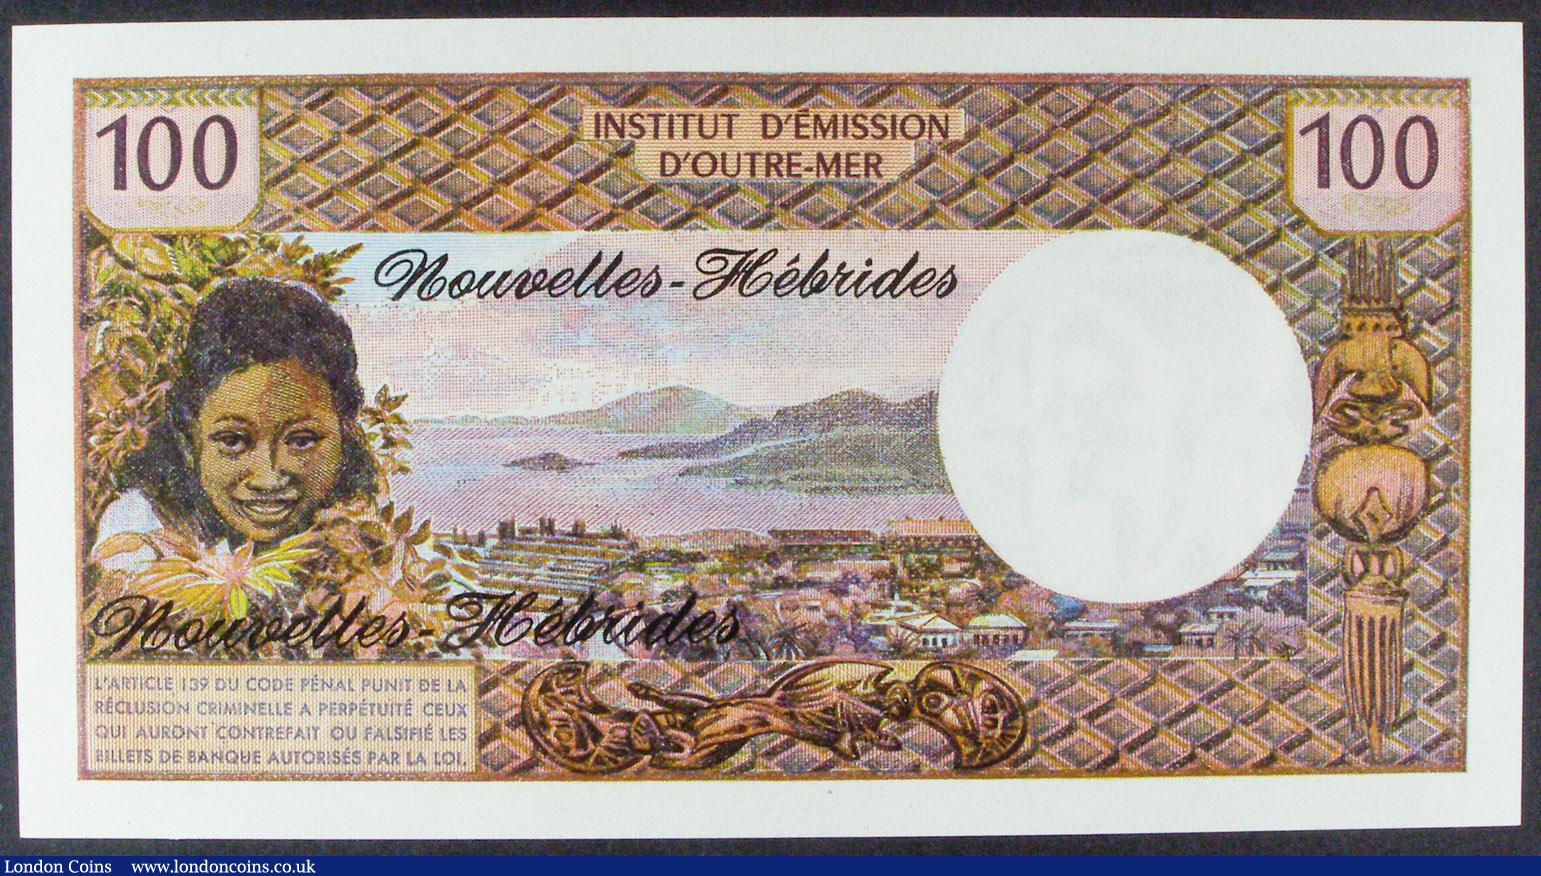 100
INSTITUT D'ÉMISSION
D'OUTRE-MER
100
Nouvelles-Hébrides
Nouvelles-Hébrides
L'ARTICLE 139 DU CODE PÉNAL PUNIT DE LA
RÉCLUSION CRIMINELLE A PERPÉTUITÉ CEUX
QUI AURONT CONTREFAIT OU FALSIFIÉ LES
BILLETS DE BANQUE AUTORISÉS PAR LA LOI.
London Coins www.londoncoins.co.uk